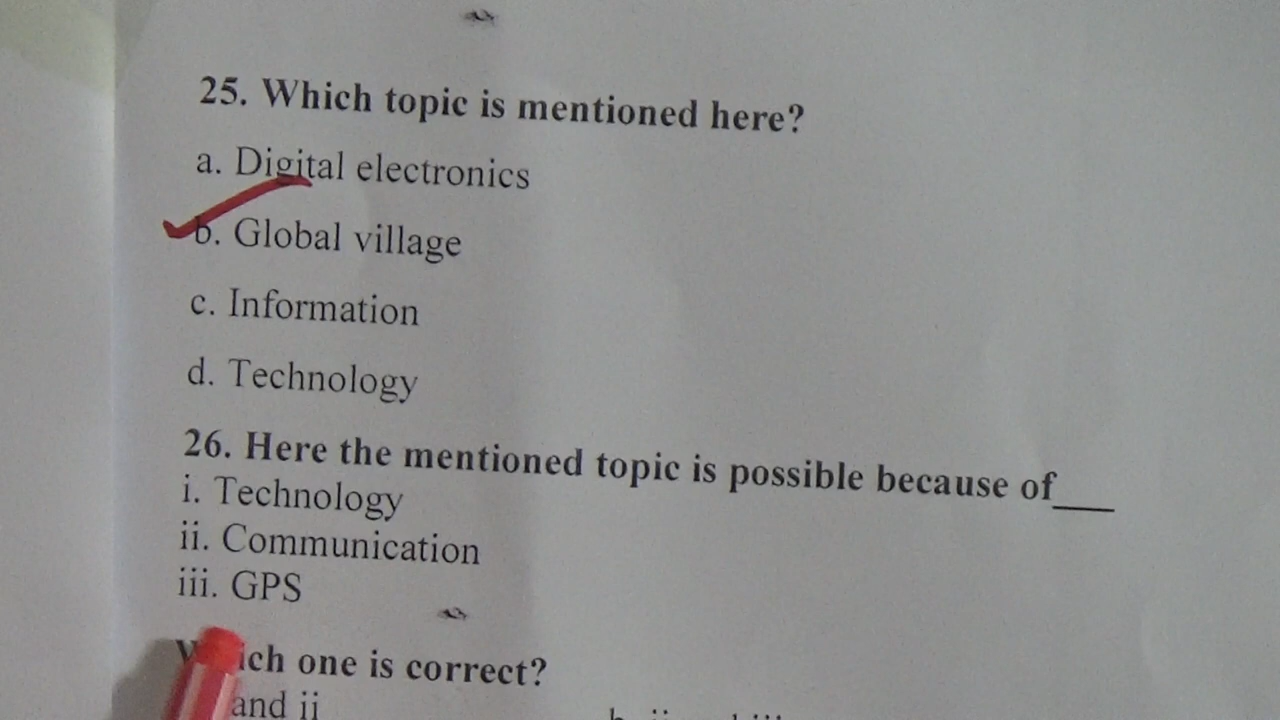 25. Which topic is mentioned here?
a. Digital electronics
b. Global village
c. Information
d. Technology
26. Here the mentioned topic is possible because of___
i. Technology
ii. Communication
iii. GPS
one is correct?
and ii